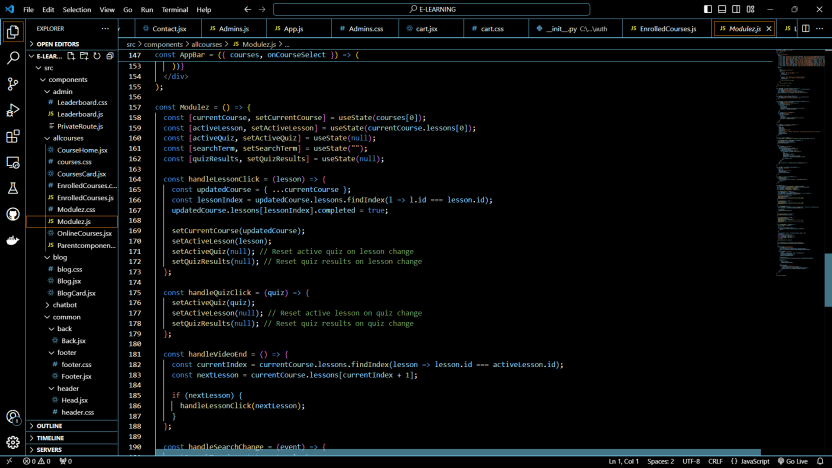 File Edit Selection View Go Run Terminal Help
E-LEARNING
EXPLORER
Contact.jsx
JS Admins.js
JS App.js
# Admins.css
cart.jsx
# cart.css
__init__.py C:\...\auth
JS EnrolledCourses.js
JS Modulez.js
src > components > allcourses > JS Modulez.js > ...
OPEN EDITORS
E-LEAR...
src
components
admin
# Leaderboard.css
JS Leaderboard.js
PrivateRoute.js
allcourses
CourseHome.jsx
# courses.css
CoursesCard.jsx
# EnrolledCourses.c...
JS EnrolledCourses.js
# Modulez.css
JS Modulez.js
OnlineCourses.jsx
JS Parentcomponen...
blog
# blog.css
Blog.jsx
BlogCard.jsx
chatbot
common
back
Back.jsx
footer
# footer.css
Footer.jsx
header
Head.jsx
# header.css
OUTLINE
TIMELINE
SERVERS
147 const AppBar = ({ courses, onCourseSelect }) => (
153 ))}
154 </div>
155 );
156
157 const Modulez = () => {
158 const [currentCourse, setCurrentCourse] = useState(courses[0]);
159 const [activeLesson, setActiveLesson] = useState(currentCourse.lessons[0]);
160 const [activeQuiz, setActiveQuiz] = useState(null);
161 const [searchTerm, setSearchTerm] = useState("");
162 const [quizResults, setQuizResults] = useState(null);
163
164 const handleLessonClick = (lesson) => {
165 const updatedCourse = { ...currentCourse };
166 const lessonIndex = updatedCourse.lessons.findIndex(l => l.id === lesson.id);
167 updatedCourse.lessons[lessonIndex].completed = true;
168
169 setCurrentCourse(updatedCourse);
170 setActiveLesson(lesson);
171 setActiveQuiz(null); // Reset active quiz on lesson change
172 setQuizResults(null); // Reset quiz results on lesson change
173 };
174
175 const handleQuizClick = (quiz) => {
176 setActiveQuiz(quiz);
177 setActiveLesson(null); // Reset active lesson on quiz change
178 setQuizResults(null); // Reset quiz results on quiz change
179 };
180
181 const handleVideoEnd = () => {
182 const currentIndex = currentCourse.lessons.findIndex(lesson => lesson.id === activeLesson.id);
183 const nextLesson = currentCourse.lessons[currentIndex + 1];
184
185 if (nextLesson) {
186 handleLessonClick(nextLesson);
187 }
188 };
189
190 const handleSearchChange = (event) => {
0 0 0 Ln 1, Col 1 Spaces: 2 UTF-8 CRLF {} JavaScript Go Live